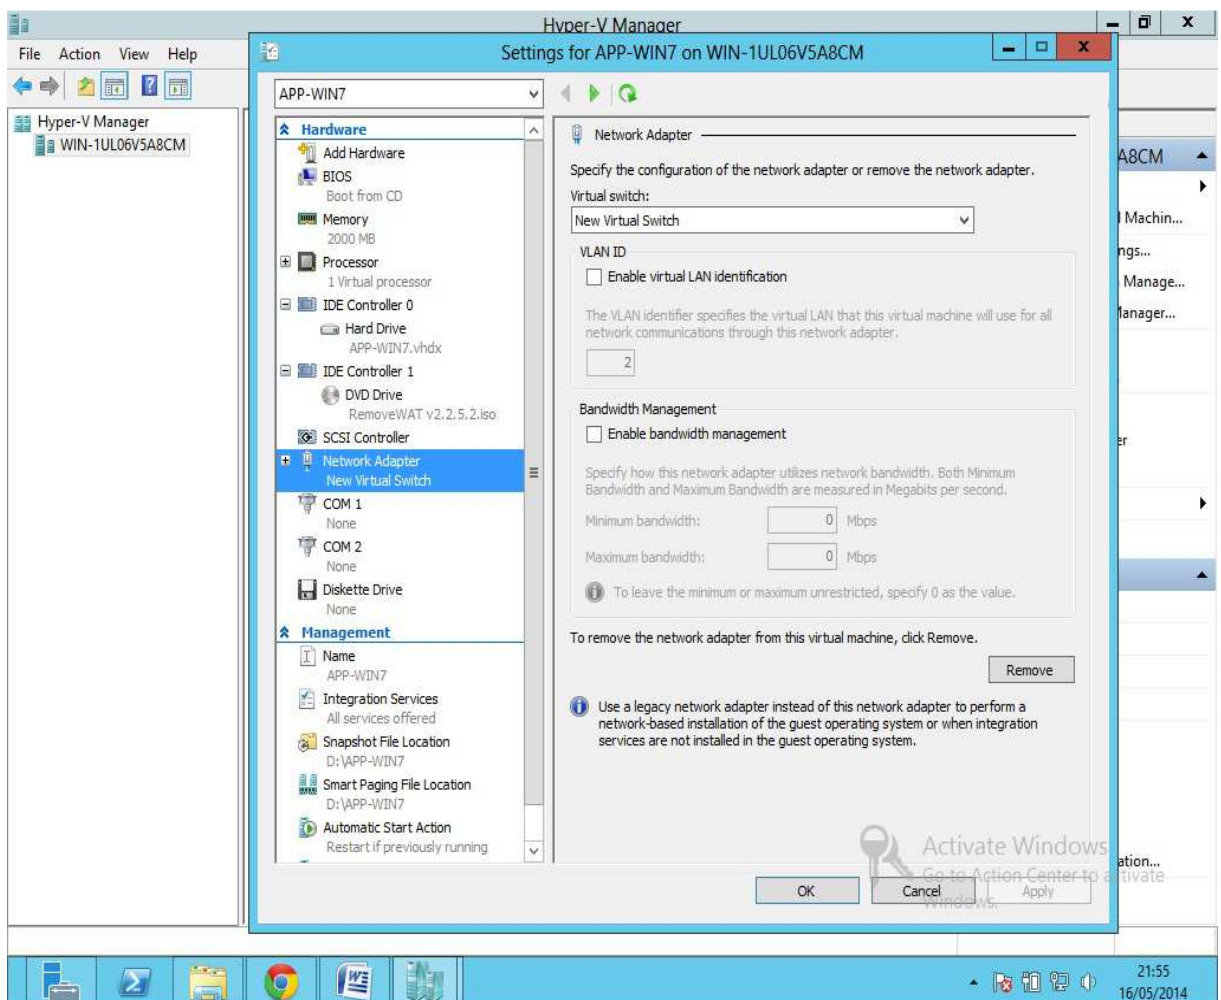 Hyper-V Manager
File Action View Help
Hyper-V Manager
WIN-1UL06V5A8CM
Settings for APP-WIN7 on WIN-1UL06V5A8CM
APP-WIN7
Hardware
Add Hardware
BIOS
Boot from CD
Memory
2000 MB
Processor
1 Virtual processor
IDE Controller 0
Hard Drive
APP-WIN7.vhdx
IDE Controller 1
DVD Drive
RemoveWAT v2.2.5.2.iso
SCSI Controller
Network Adapter
New Virtual Switch
COM 1
None
COM 2
None
Diskette Drive
None
Management
Name
APP-WIN7
Integration Services
All services offered
Snapshot File Location
D:\APP-WIN7
Smart Paging File Location
D:\APP-WIN7
Automatic Start Action
Restart if previously running
Network Adapter
Specify the configuration of the network adapter or remove the network adapter.
Virtual switch:
New Virtual Switch
VLAN ID
Enable virtual LAN identification
The VLAN identifier specifies the virtual LAN that this virtual machine will use for all
network communications through this network adapter.
2
Bandwidth Management
Enable bandwidth management
Specify how this network adapter utilizes network bandwidth. Both Minimum
Bandwidth and Maximum Bandwidth are measured in Megabits per second.
Minimum bandwidth: 0 Mbps
Maximum bandwidth: 0 Mbps
To leave the minimum or maximum unrestricted, specify 0 as the value.
To remove the network adapter from this virtual machine, click Remove.
Remove
Use a legacy network adapter instead of this network adapter to perform a
network-based installation of the guest operating system or when integration
services are not installed in the guest operating system.
Activate Windows
Go to Action Center to activate
Windows.
OK Cancel Apply
A8CM
Machin...
ngs...
Manage...
anager...
er
ation...
21:55
16/05/2014